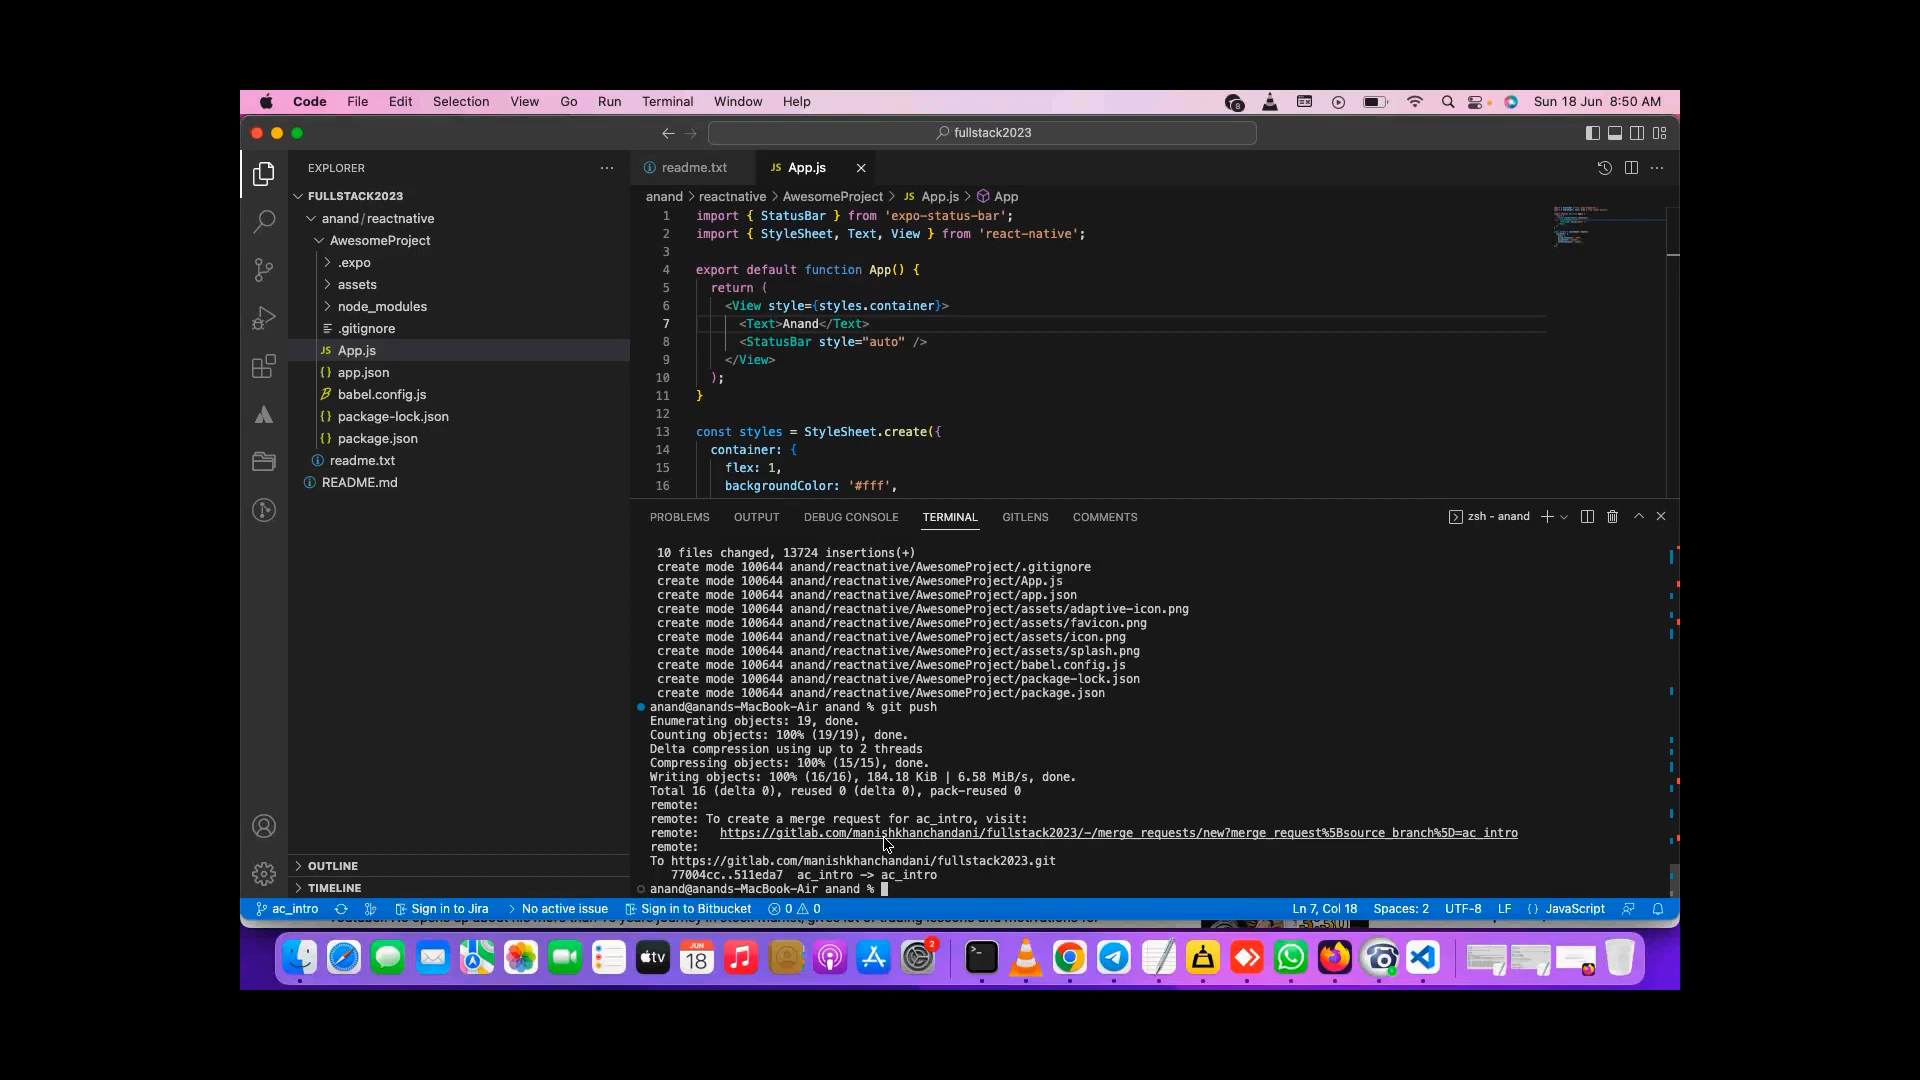 Code File Edit Selection View Go Run Terminal Window Help
8
Sun 18 Jun 8:50 AM
fullstack2023
EXPLORER
FULLSTACK2023
anand/reactnative
AwesomeProject
.expo
assets
node_modules
.gitignore
JS App.js
{} app.json
babel.config.js
{} package-lock.json
{} package.json
readme.txt
README.md
OUTLINE
TIMELINE
readme.txt
JS App.js
anand > reactnative > AwesomeProject > JS App.js > App
1 import { StatusBar } from 'expo-status-bar';
2 import { StyleSheet, Text, View } from 'react-native';
3
4 export default function App() {
5 return (
6 <View style={styles.container}>
7 <Text>Anand</Text>
8 <StatusBar style="auto" />
9 </View>
10 );
11 }
12
13 const styles = StyleSheet.create({
14 container: {
15 flex: 1,
16 backgroundColor: '#fff',
PROBLEMS OUTPUT DEBUG CONSOLE TERMINAL GITLENS COMMENTS
zsh - anand
10 files changed, 13724 insertions(+)
create mode 100644 anand/reactnative/AwesomeProject/.gitignore
create mode 100644 anand/reactnative/AwesomeProject/App.js
create mode 100644 anand/reactnative/AwesomeProject/app.json
create mode 100644 anand/reactnative/AwesomeProject/assets/adaptive-icon.png
create mode 100644 anand/reactnative/AwesomeProject/assets/favicon.png
create mode 100644 anand/reactnative/AwesomeProject/assets/icon.png
create mode 100644 anand/reactnative/AwesomeProject/assets/splash.png
create mode 100644 anand/reactnative/AwesomeProject/babel.config.js
create mode 100644 anand/reactnative/AwesomeProject/package-lock.json
create mode 100644 anand/reactnative/AwesomeProject/package.json
anand@anands-MacBook-Air anand % git push
Enumerating objects: 19, done.
Counting objects: 100% (19/19), done.
Delta compression using up to 2 threads
Compressing objects: 100% (15/15), done.
Writing objects: 100% (16/16), 184.18 KiB | 6.58 MiB/s, done.
Total 16 (delta 0), reused 0 (delta 0), pack-reused 0
remote:
remote: To create a merge request for ac_intro, visit:
remote: https://gitlab.com/manishkhanchandani/fullstack2023/-/merge_requests/new?merge_request%5Bsource_branch%5D=ac_intro
remote:
To https://gitlab.com/manishkhanchandani/fullstack2023.git
77004cc..511eda7 ac_intro -> ac_intro
anand@anands-MacBook-Air anand %
ac_intro Sign in to Jira No active issue Sign in to Bitbucket 0 0
Ln 7, Col 18 Spaces: 2 UTF-8 LF {} JavaScript
tv
JUN
18
2